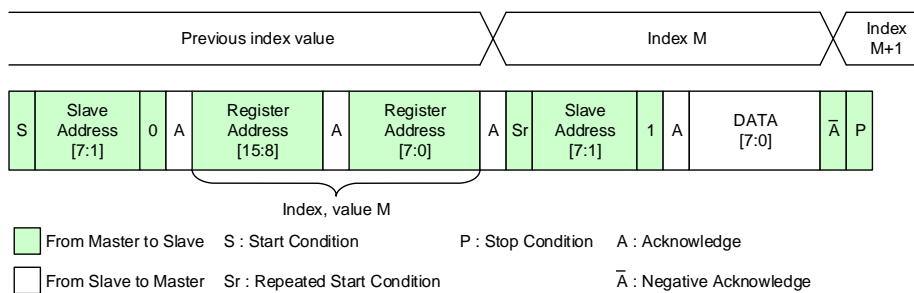 Previous index value
Index M
Index
M+1
S
Slave
Address
[7:1]
0
A
Register
Address
[15:8]
A
Register
Address
[7:0]
A
Sr
Slave
Address
[7:1]
1
A
DATA
[7:0]
A̅
P
Index, value M
From Master to Slave
S : Start Condition
P : Stop Condition
A : Acknowledge
From Slave to Master
Sr : Repeated Start Condition
A̅ : Negative Acknowledge